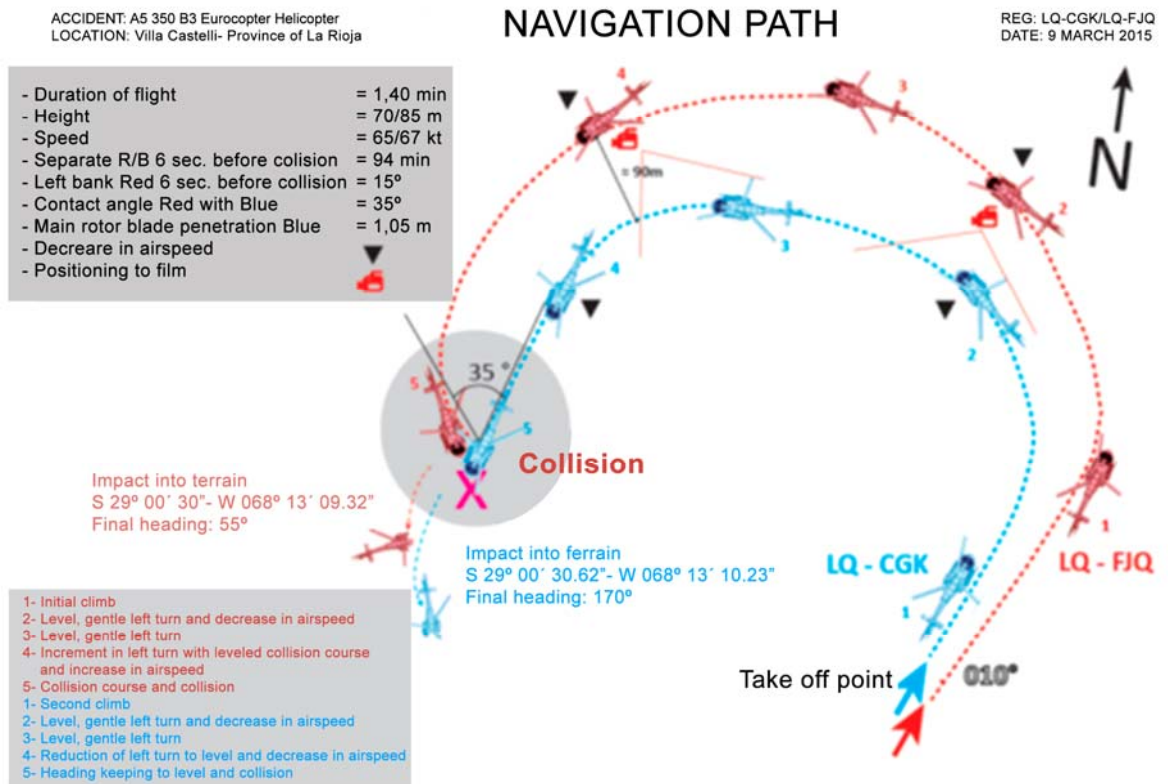 ACCIDENT: A5 350 B3 Eurocopter Helicopter
LOCATION: Villa Castelli- Province of La Rioja
NAVIGATION PATH
REG: LQ-CGK/LQ-FJQ
DATE: 9 MARCH 2015
- Duration of flight = 1,40 min
- Height = 70/85 m
- Speed = 65/67 kt
- Separate R/B 6 sec. before colision = 94 min
- Left bank Red 6 sec. before collision = 15º
- Contact angle Red with Blue = 35º
- Main rotor blade penetration Blue = 1,05 m
- Decreare in airspeed
- Positioning to film
4
3
N
≈ 90m
2
3
4
2
35 °
5
5
Collision
Impact into terrain
S 29º 00´ 30"- W 068º 13´ 09.32"
Final heading: 55º
Impact into ferrain
S 29º 00´ 30.62"- W 068º 13´ 10.23"
Final heading: 170º
LQ - CGK
LQ - FJQ
1
1
Take off point
010°
1- Initial climb
2- Level, gentle left turn and decrease in airspeed
3- Level, gentle left turn
4- Increment in left turn with leveled collision course
and increase in airspeed
5- Collision course and collision
1- Second climb
2- Level, gentle left turn and decrease in airspeed
3- Level, gentle left turn
4- Reduction of left turn to level and decrease in airspeed
5- Heading keeping to level and collision
X